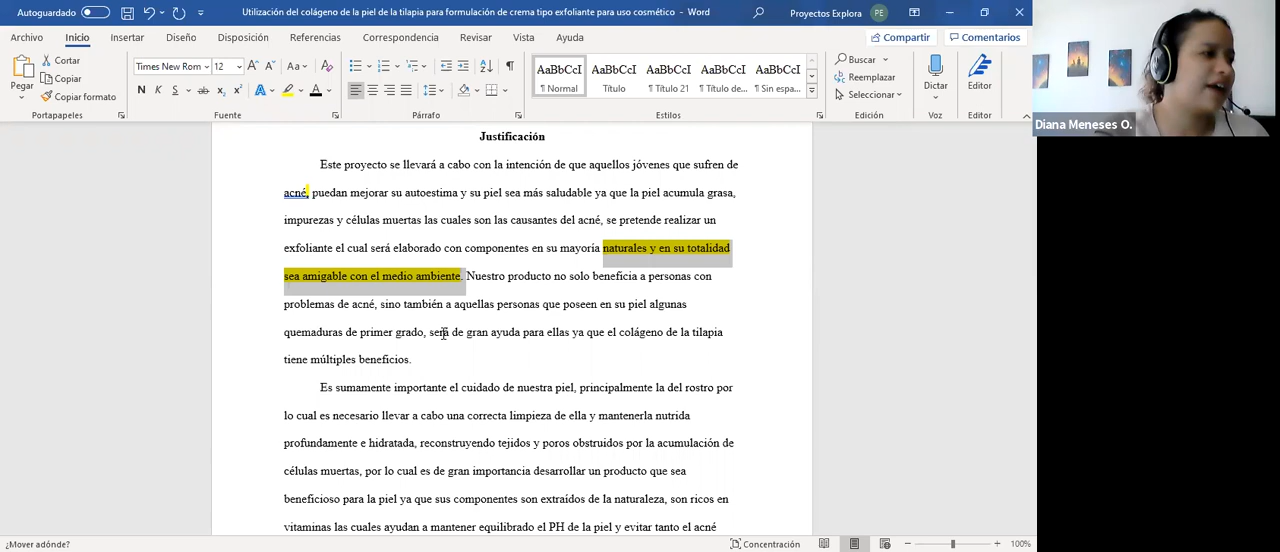 Autoguardado
Utilización del colágeno de la piel de la tilapia para formulación de crema tipo exfoliante para uso cosmético - Word
Proyectos Explora
PE
Archivo Inicio Insertar Diseño Disposición Referencias Correspondencia Revisar Vista Ayuda
Compartir
Comentarios
Pegar
Cortar
Copiar
Copiar formato
Portapapeles
Times New Rom
12
Aa
N K S ab
Fuente
Párrafo
AaBbCcI
¶ Normal
AaBbCcI
Título
AaBbCcI
¶ Título 21
AaBbCcI
¶ Título de...
AaBbCcI
¶ Sin espa...
Estilos
Buscar
Reemplazar
Seleccionar
Edición
Dictar
Voz
Editor
Editor
Diana Meneses O.
Justificación
Este proyecto se llevará a cabo con la intención de que aquellos jóvenes que sufren de
acné, puedan mejorar su autoestima y su piel sea más saludable ya que la piel acumula grasa,
impurezas y células muertas las cuales son las causantes del acné, se pretende realizar un
exfoliante el cual será elaborado con componentes en su mayoría naturales y en su totalidad
sea amigable con el medio ambiente. Nuestro producto no solo beneficia a personas con
problemas de acné, sino también a aquellas personas que poseen en su piel algunas
quemaduras de primer grado, será de gran ayuda para ellas ya que el colágeno de la tilapia
tiene múltiples beneficios.
Es sumamente importante el cuidado de nuestra piel, principalmente la del rostro por
lo cual es necesario llevar a cabo una correcta limpieza de ella y mantenerla nutrida
profundamente e hidratada, reconstruyendo tejidos y poros obstruidos por la acumulación de
células muertas, por lo cual es de gran importancia desarrollar un producto que sea
beneficioso para la piel ya que sus componentes son extraídos de la naturaleza, son ricos en
vitaminas las cuales ayudan a mantener equilibrado el PH de la piel y evitar tanto el acné
¿Mover adónde?
Concentración
100%